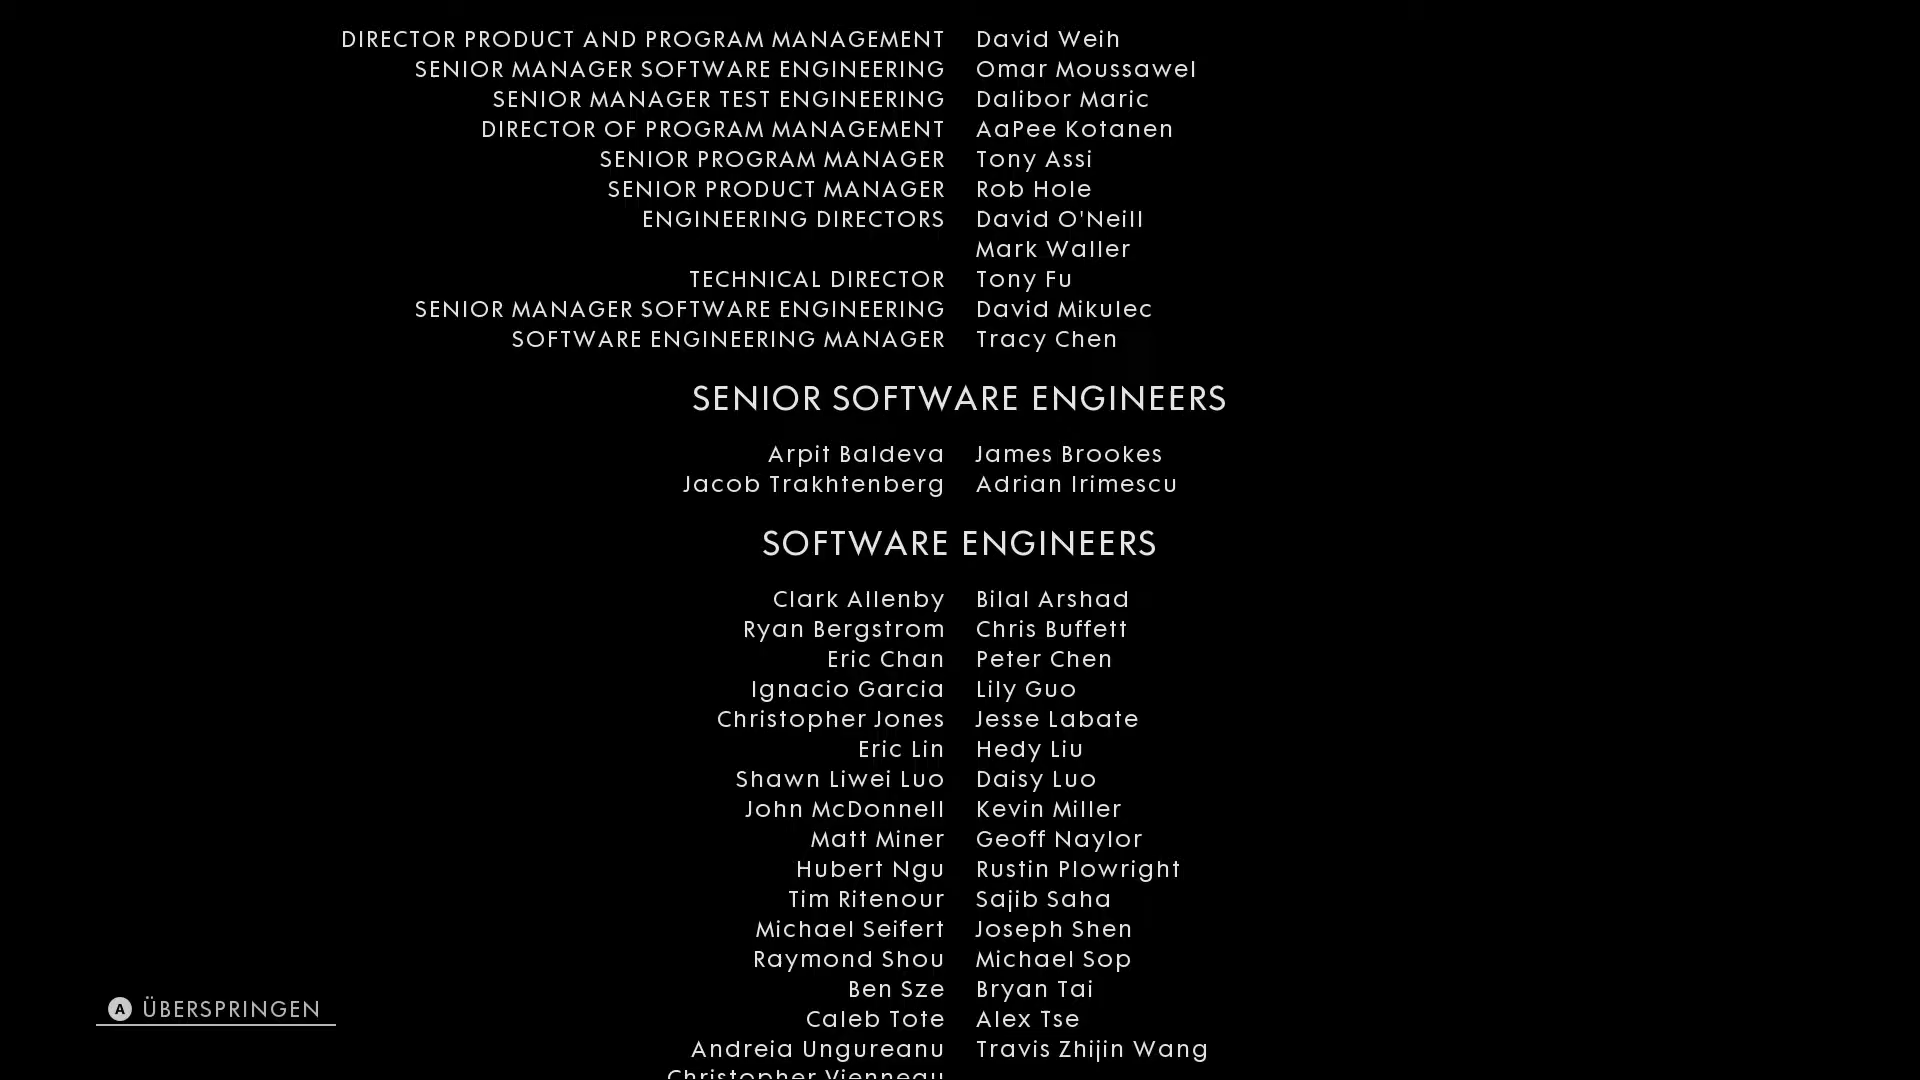 DIRECTOR PRODUCT AND PROGRAM MANAGEMENT David Weih
SENIOR MANAGER SOFTWARE ENGINEERING Omar Moussawel
SENIOR MANAGER TEST ENGINEERING Dalibor Maric
DIRECTOR OF PROGRAM MANAGEMENT AaPee Kotanen
SENIOR PROGRAM MANAGER Tony Assi
SENIOR PRODUCT MANAGER Rob Hole
ENGINEERING DIRECTORS David O'Neill
Mark Waller
TECHNICAL DIRECTOR Tony Fu
SENIOR MANAGER SOFTWARE ENGINEERING David Mikulec
SOFTWARE ENGINEERING MANAGER Tracy Chen
SENIOR SOFTWARE ENGINEERS
Arpit Baldeva James Brookes
Jacob Trakhtenberg Adrian Irimescu
SOFTWARE ENGINEERS
Clark Allenby Bilal Arshad
Ryan Bergstrom Chris Buffett
Eric Chan Peter Chen
Ignacio Garcia Lily Guo
Christopher Jones Jesse Labate
Eric Lin Hedy Liu
Shawn Liwei Luo Daisy Luo
John McDonnell Kevin Miller
Matt Miner Geoff Naylor
Hubert Ngu Rustin Plowright
Tim Ritenour Sajib Saha
Michael Seifert Joseph Shen
Raymond Shou Michael Sop
Ben Sze Bryan Tai
Caleb Tote Alex Tse
Andreia Ungureanu Travis Zhijin Wang
Christopher Vienneau
A ÜBERSPRINGEN